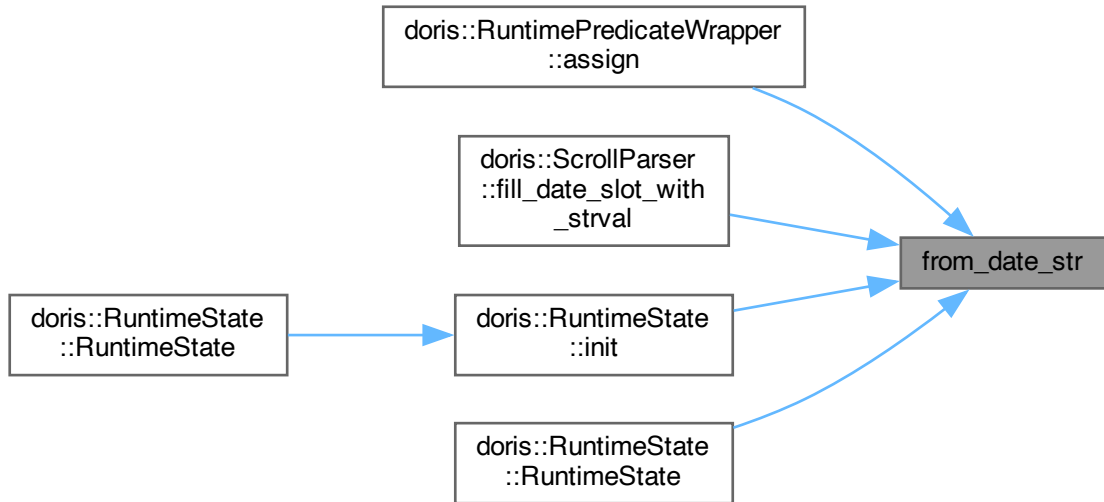 doris::RuntimePredicateWrapper
::assign
doris::ScrollParser
::fill_date_slot_with
_strval
from_date_str
doris::RuntimeState
::RuntimeState
doris::RuntimeState
::init
doris::RuntimeState
::RuntimeState